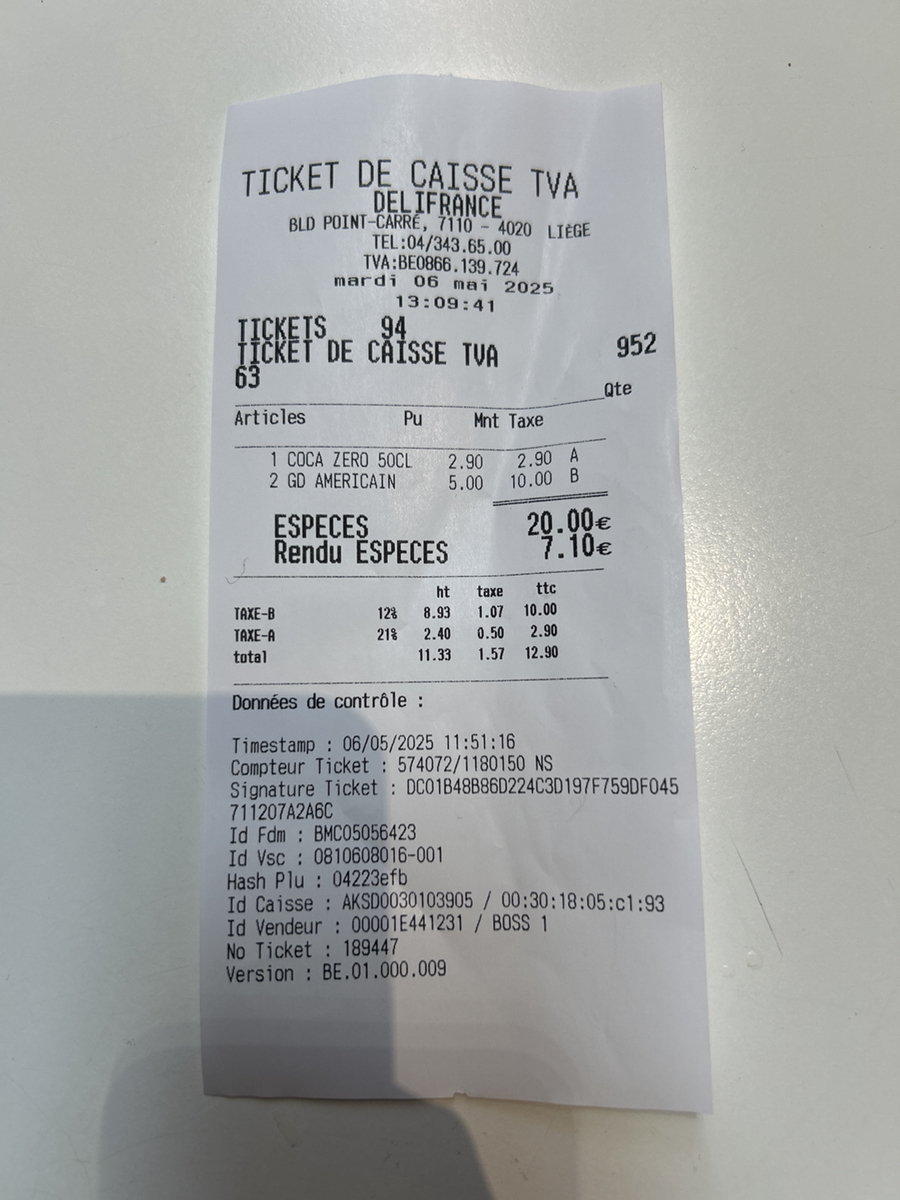 TICKET DE CAISSE TVA
DELIFRANCE
BLD POINT-CARRÉ, 7110 - 4020 LIÈGE
TEL:04/343.65.00
TVA:BE0866.139.724
mardi 06 mai 2025
13:09:41
TICKETS 94
TICKET DE CAISSE TVA 952
63
Qte
Articles Pu Mnt Taxe
1 COCA ZERO 50CL 2.90 2.90 A
2 GD AMERICAIN 5.00 10.00 B
ESPECES 20.00€
Rendu ESPECES 7.10€
ht taxe ttc
TAXE-B 12% 8.93 1.07 10.00
TAXE-A 21% 2.40 0.50 2.90
total 11.33 1.57 12.90
Données de contrôle :
Timestamp : 06/05/2025 11:51:16
Compteur Ticket : 574072/1180150 NS
Signature Ticket : DC01B48B86D224C3D197F759DF045
711207A2A6C
Id Fdm : BMC05056423
Id Vsc : 0810608016-001
Hash Plu : 04223efb
Id Caisse : AKSD0030103905 / 00:30:18:05:c1:93
Id Vendeur : 00001E441231 / BOSS 1
No Ticket : 189447
Version : BE.01.000.009